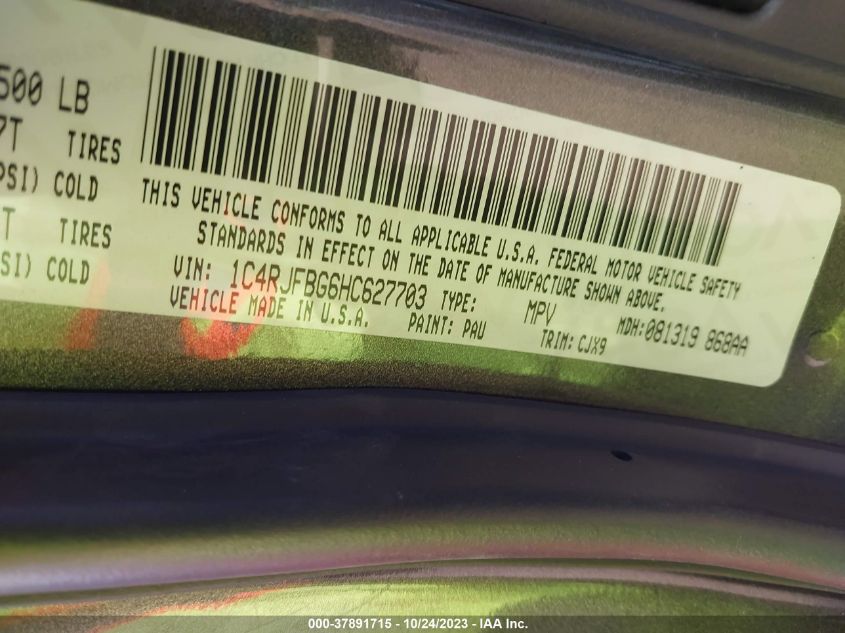 500 LB
7T TIRES
PSI) COLD
T TIRES
SI) COLD
THIS VEHICLE CONFORMS TO ALL APPLICABLE U.S.A. FEDERAL MOTOR VEHICLE SAFETY
STANDARDS IN EFFECT ON THE DATE OF MANUFACTURE SHOWN ABOVE.
VIN: 1C4RJFBG6HC627703 TYPE: MPV MDH:081319 868AA
VEHICLE MADE IN U.S.A. PAINT: PAU TRIM: CJX9
000-37891715 - 10/24/2023 - IAA Inc.